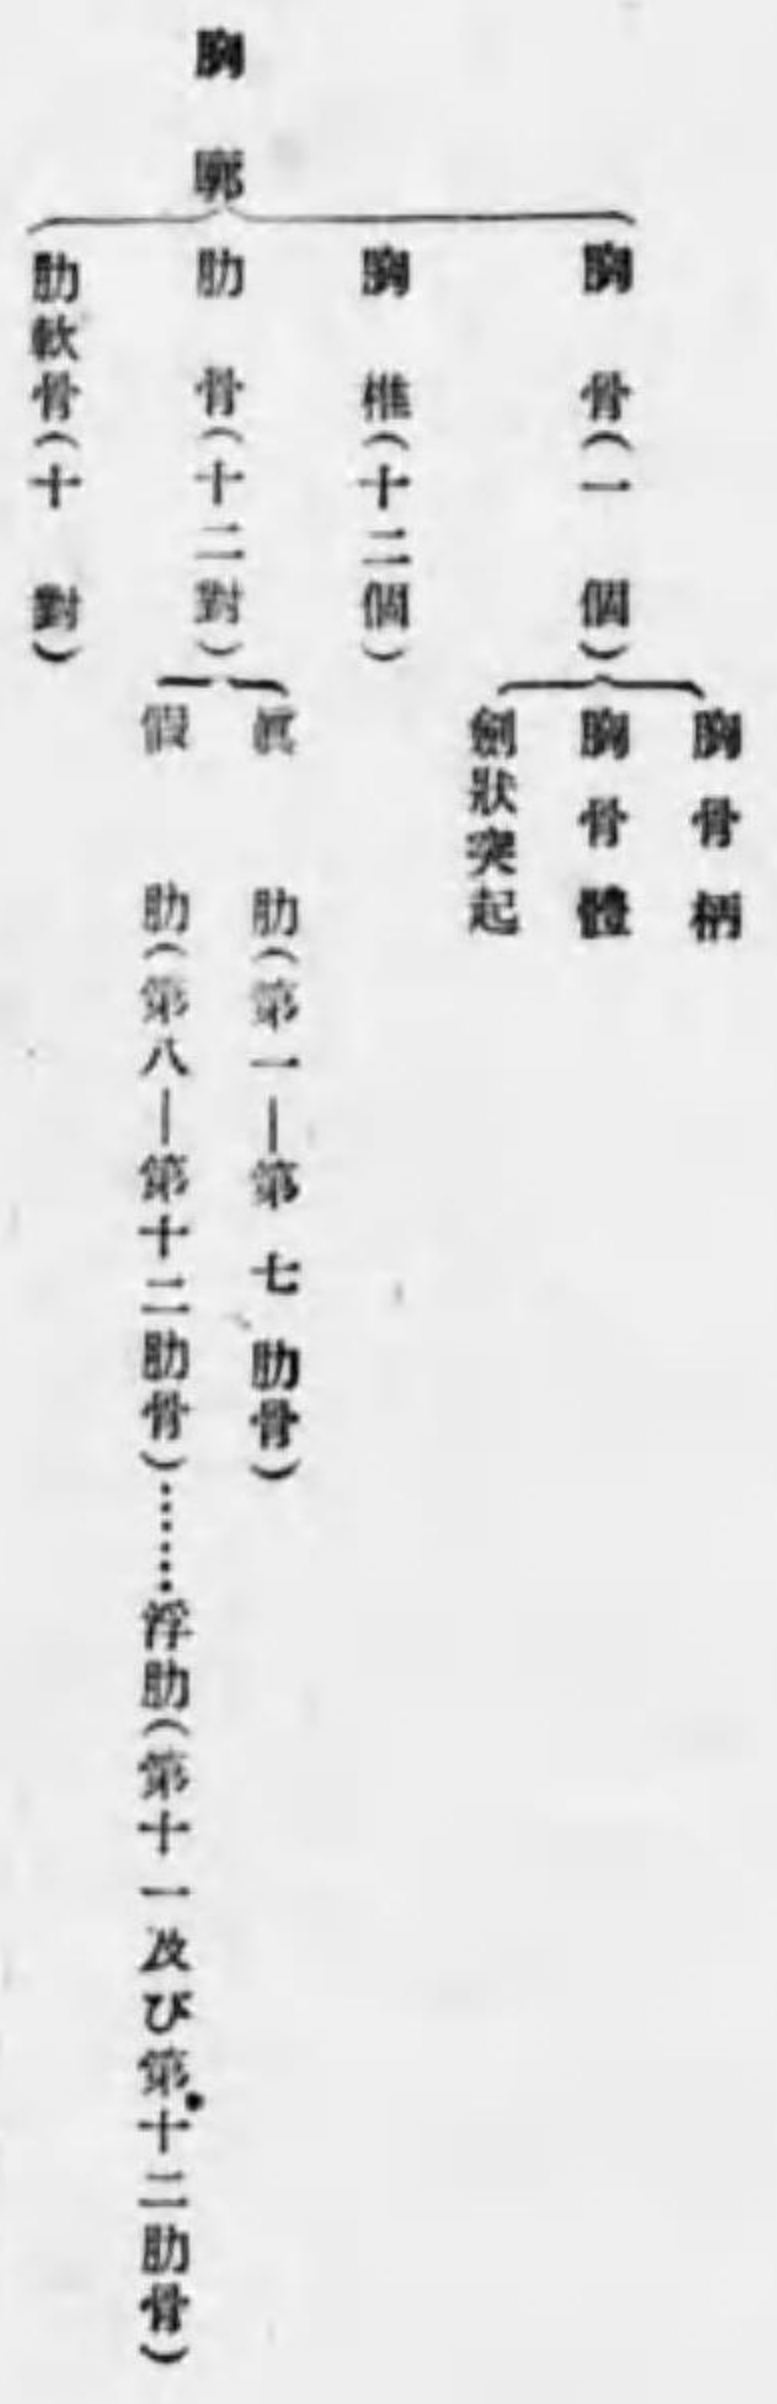 胸廓
胸骨(一個)
胸骨柄
胸骨體
劍狀突起
胸椎(十二個)
肋骨(十二對)
眞肋(第一—第七肋骨)
假肋(第八—第十二肋骨)……浮肋(第十一及び第十二肋骨)
肋軟骨(十對)